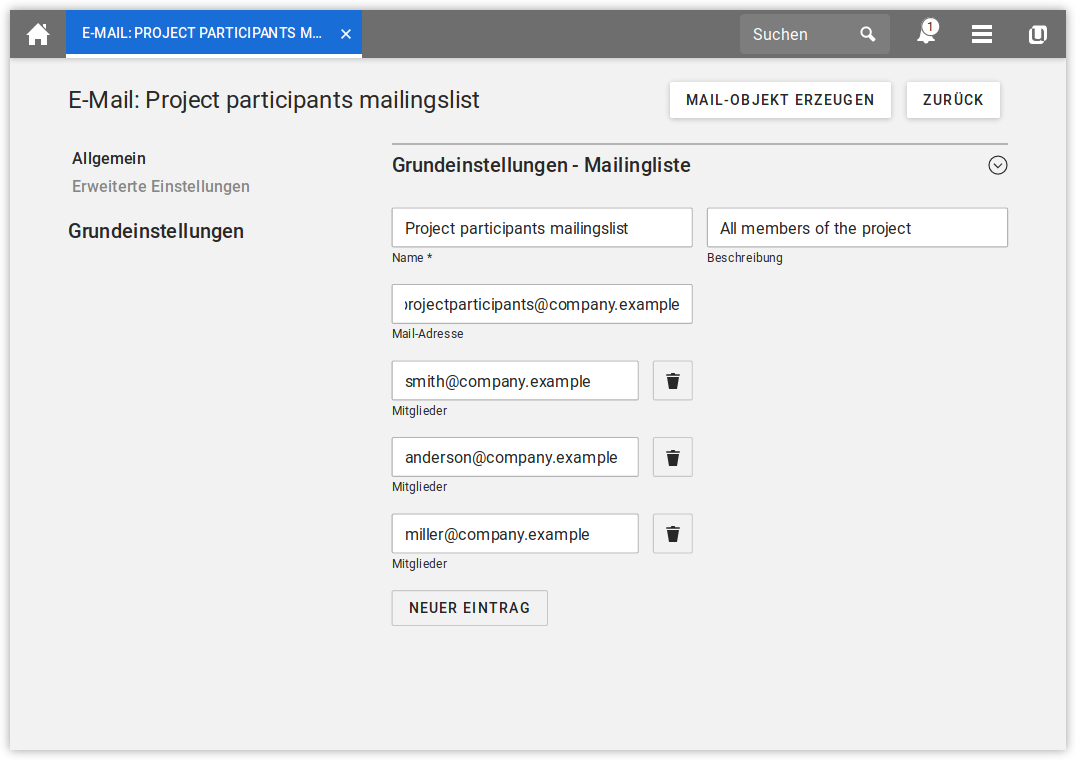 E-MAIL: PROJECT PARTICIPANTS M...
Suchen
1
E-Mail: Project participants mailingslist
MAIL-OBJEKT ERZEUGEN
ZURÜCK
Allgemein
Erweiterte Einstellungen
Grundeinstellungen
Grundeinstellungen - Mailingliste
Project participants mailingslist
All members of the project
Name *
Beschreibung
rojectparticipants@company.example
Mail-Adresse
smith@company.example
Mitglieder
anderson@company.example
Mitglieder
miller@company.example
Mitglieder
NEUER EINTRAG